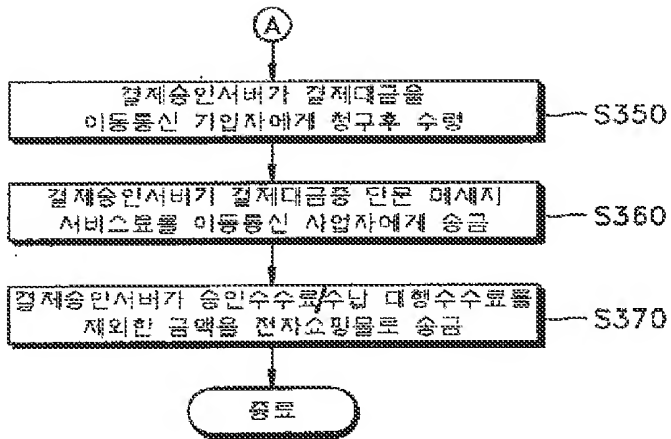 A
결제승인서버가 결제대금을
이동통신 가입자에게 청구후 수령
S350
결제승인서버가 결제대금중 단문 메세지
서비스료를 이동통신 사업자에게 송금
S360
결제승인서버가 승인수수료/수납 대행수수료를
제외한 금액을 전자쇼핑몰로 송금
S370
종료